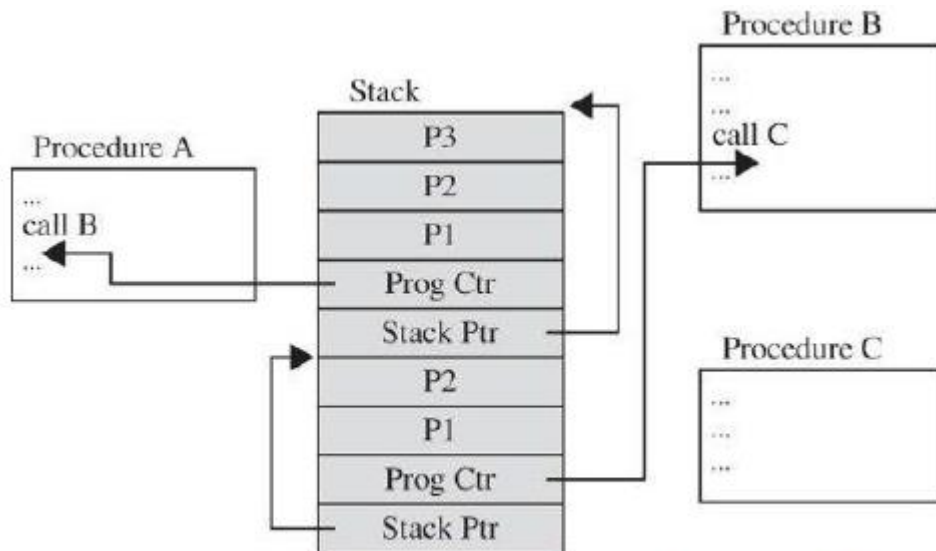 Procedure A
...
call B
...
Stack
P3
P2
P1
Prog Ctr
Stack Ptr
P2
P1
Prog Ctr
Stack Ptr
Procedure B
...
...
call C
...
Procedure C
...
...
...